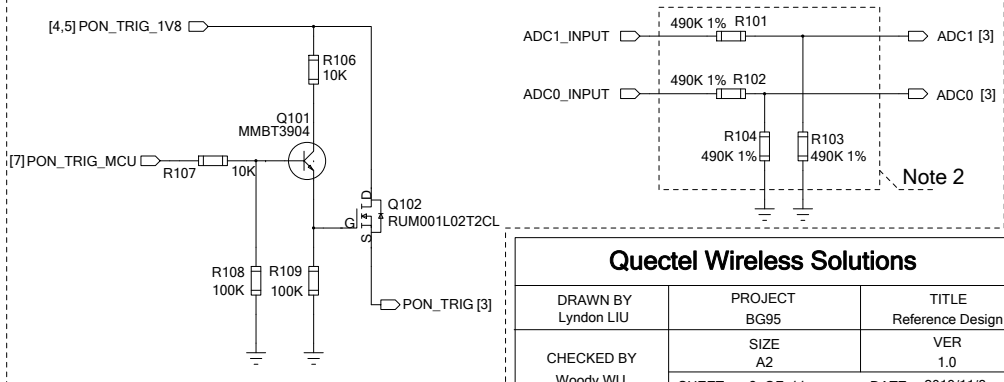 [4,5] PON_TRIG_1V8
R106
10K
Q101
MMBT3904
[7] PON_TRIG_MCU
R107
10K
Q102
RUM001L02T2CL
G
D
S
R108
100K
R109
100K
PON_TRIG [3]
ADC1_INPUT
490K 1% R101
ADC1 [3]
ADC0_INPUT
490K 1% R102
ADC0 [3]
R104
490K 1%
R103
490K 1%
Note 2
Quectel Wireless Solutions
DRAWN BY
Lyndon LIU
PROJECT
BG95
TITLE
Reference Design
CHECKED BY
Woody WU
SIZE
A2
VER
1.0